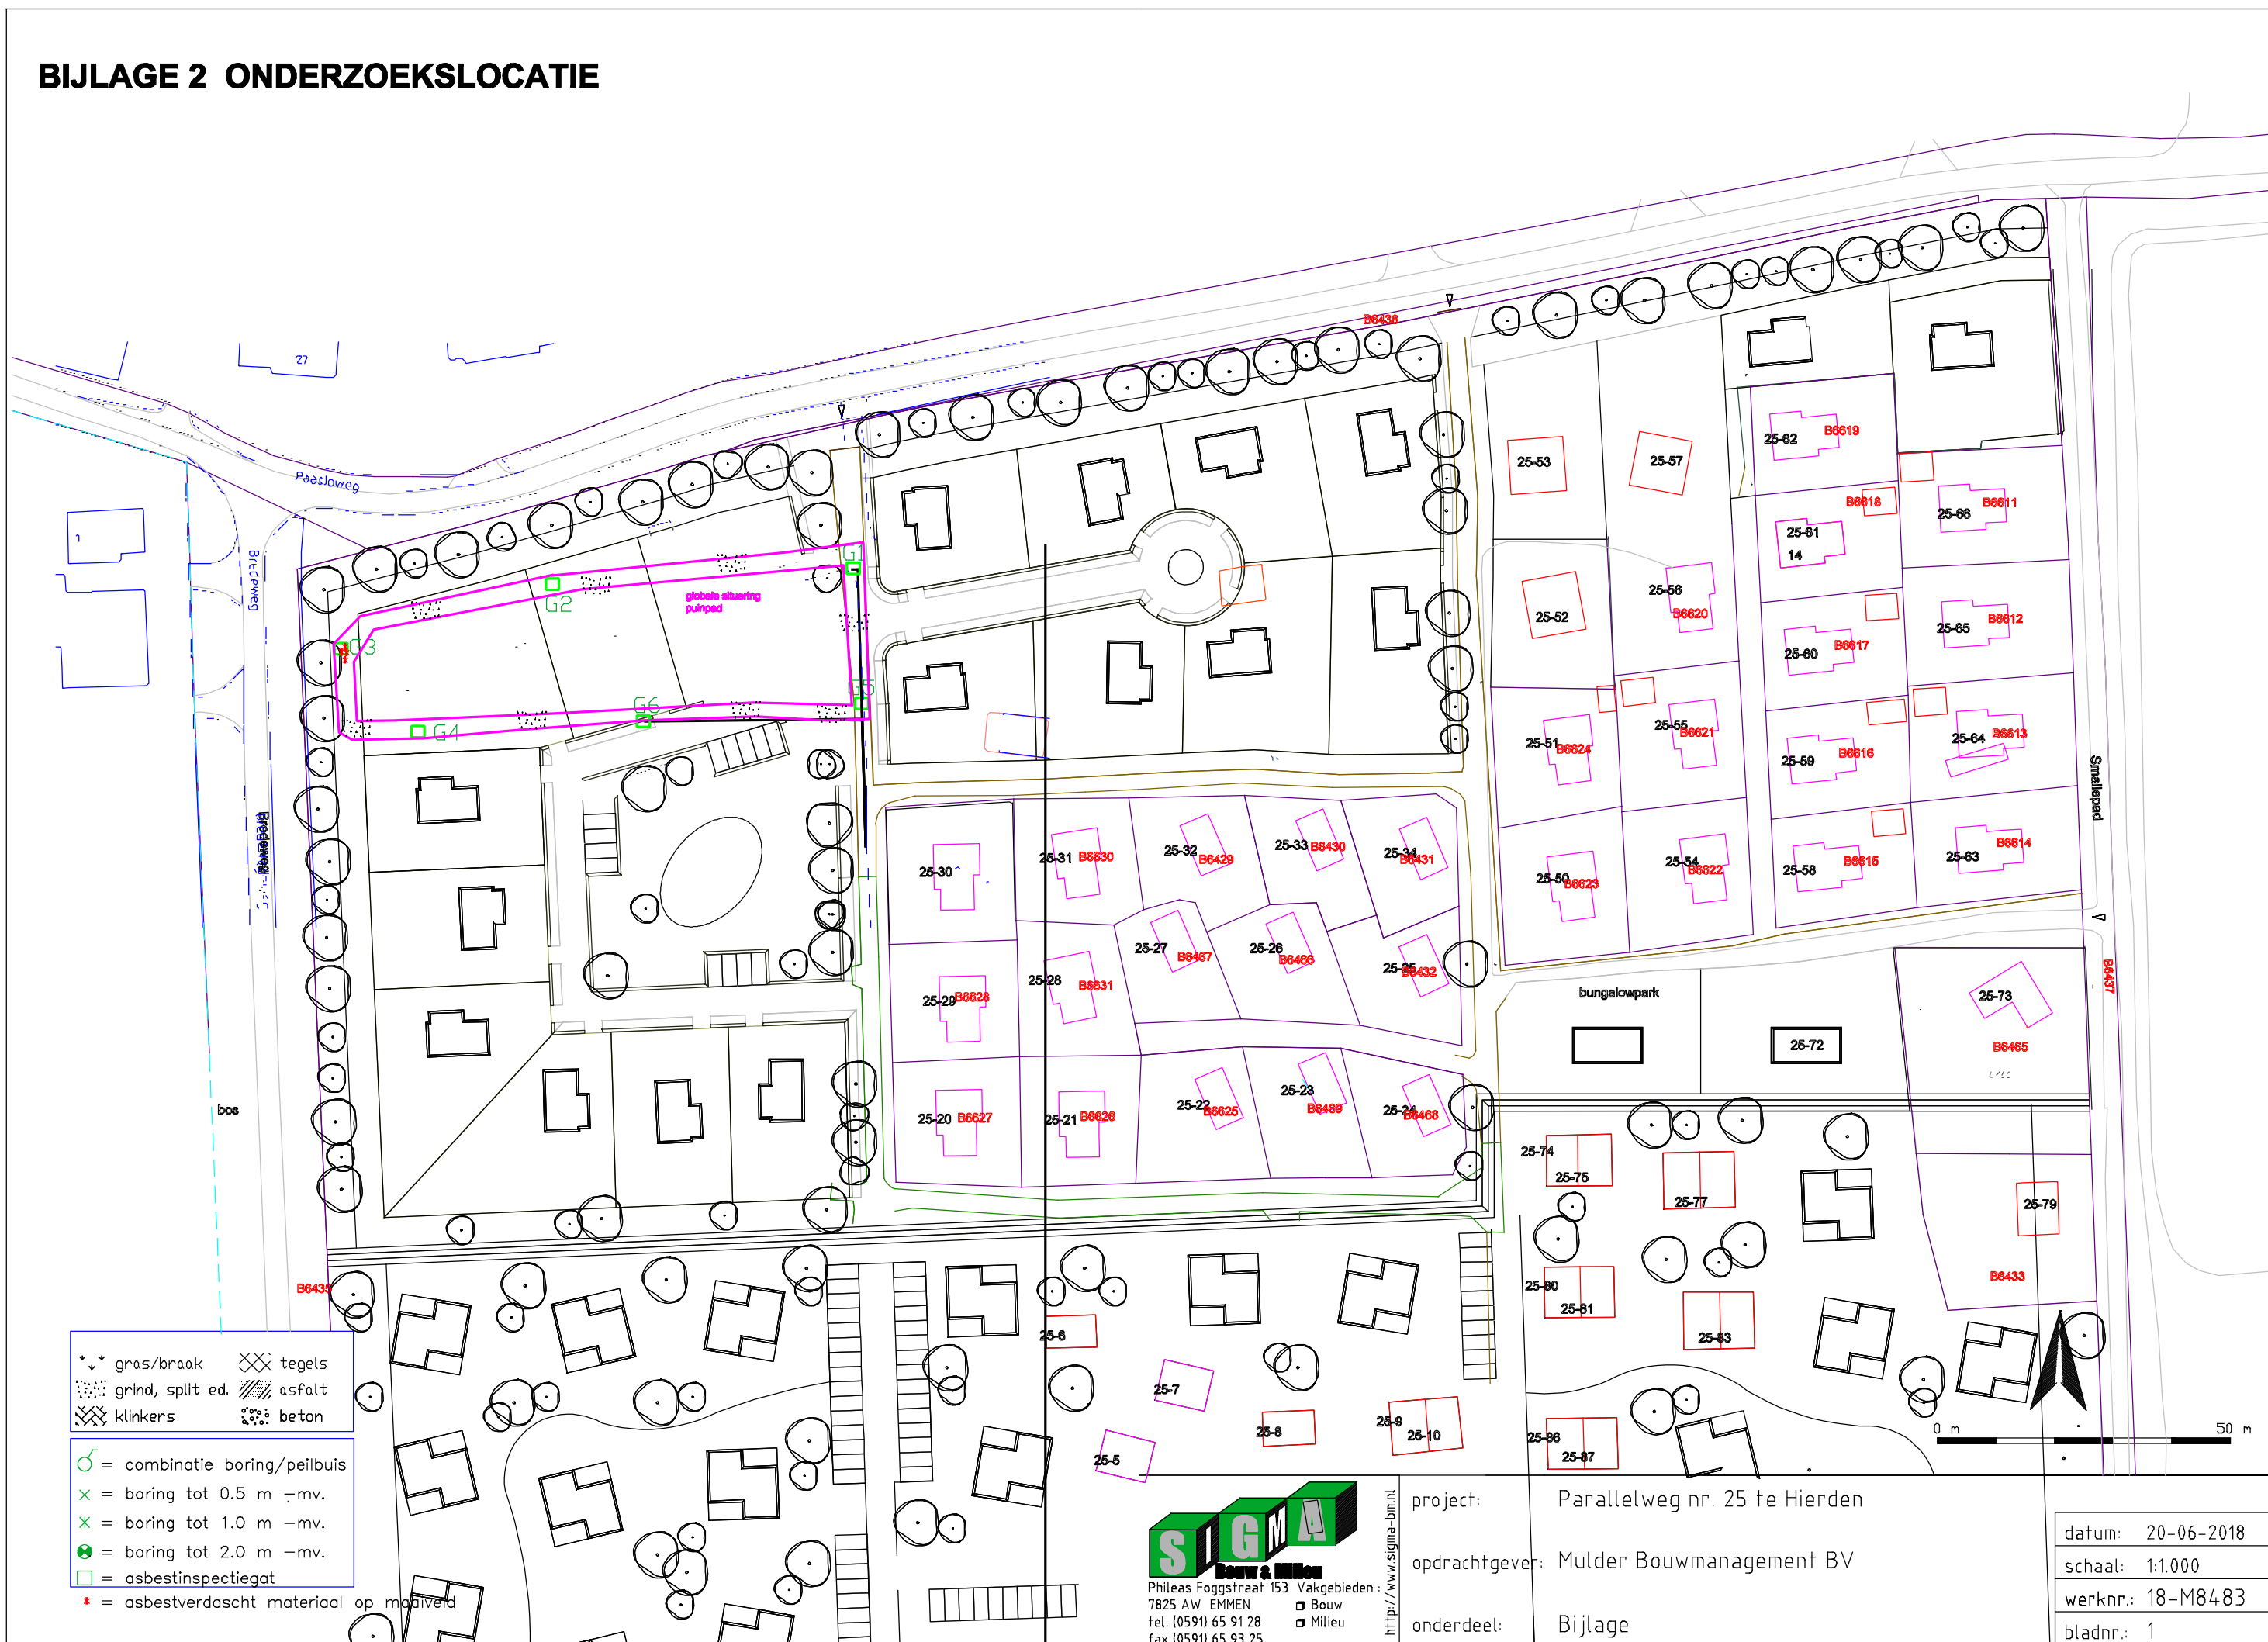 BIJLAGE 2 ONDERZOEKSLOCATIE
27
Paasloweg
1
Bredeweg
Bredeweg
bos
B6435
B6438
G1
G2
globale situering
puinpad
G3
G5
G6
G4
25-53
25-57
25-62
B6619
B6618
25-66
B6611
25-61
14
25-56
B6620
25-52
25-65
B6612
25-60
B6617
25-51
B6624
25-55
B6621
25-59
B6616
25-64
B6613
Smallepad
25-50
B6623
25-54
B6622
25-58
B6615
25-63
B6614
25-30
25-31
B6630
25-32
B6429
25-33
B6430
25-34
B6431
25-29
B6628
25-28
B6631
25-27
B6467
25-26
B6466
25-25
B6432
25-20
B6627
25-21
B6626
25-22
B6625
25-23
B6469
25-24
B6468
bungalowpark
25-72
25-73
B6465
B6437
25-74
25-75
25-77
25-79
25-80
25-81
25-83
B6433
25-6
25-7
25-8
25-9
25-10
25-5
25-86
25-87
0 m
50 m
gras/braak
tegels
grind, split ed.
asfalt
klinkers
beton
= combinatie boring/peilbuis
= boring tot 0.5 m -mv.
= boring tot 1.0 m -mv.
= boring tot 2.0 m -mv.
= asbestinspectiegat
= asbestverdascht materiaal op maaiveld
SIGMA
Bouw & Milieu
Phileas Foggstraat 153
7825 AW EMMEN
tel. (0591) 65 91 28
fax (0591) 65 93 25
Vakgebieden :
Bouw
Milieu
http://www.sigma-bm.nl
project: Parallelweg nr. 25 te Hierden
opdrachtgever: Mulder Bouwmanagement BV
onderdeel: Bijlage
datum: 20-06-2018
schaal: 1:1.000
werknr.: 18-M8483
bladnr.: 1